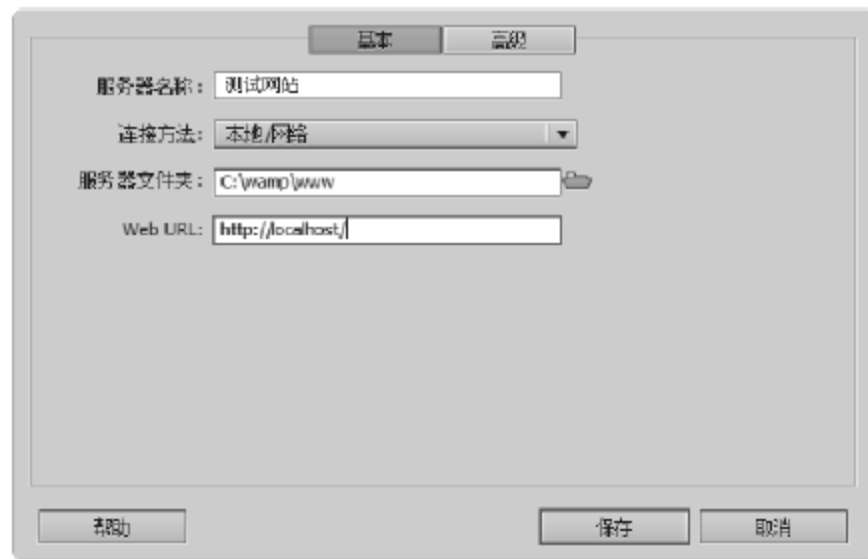 基本 高级
服务器名称： 测试网站
连接方法： 本地/网络
服务器文件夹： C:\wamp\www
Web URL: http://localhost/
帮助 保存 取消